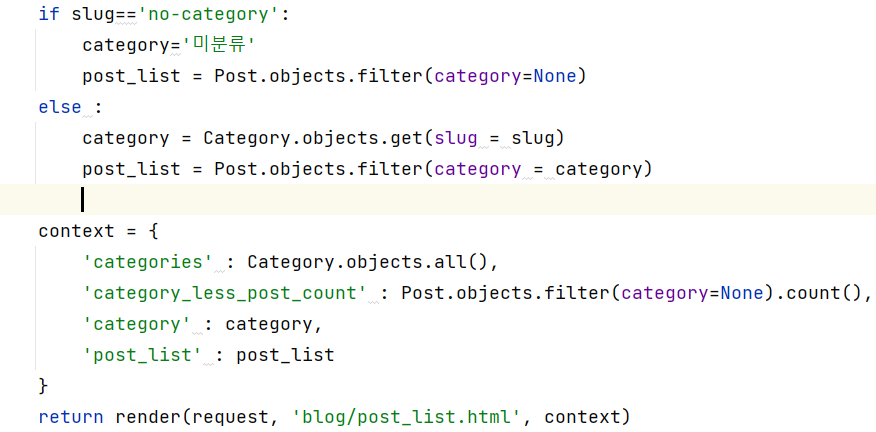 if slug=='no-category':
    category='미분류'
    post_list = Post.objects.filter(category=None)
else :
    category = Category.objects.get(slug = slug)
    post_list = Post.objects.filter(category = category)
context = {
    'categories' : Category.objects.all(),
    'category_less_post_count' : Post.objects.filter(category=None).count(),
    'category' : category,
    'post_list' : post_list
}
return render(request, 'blog/post_list.html', context)